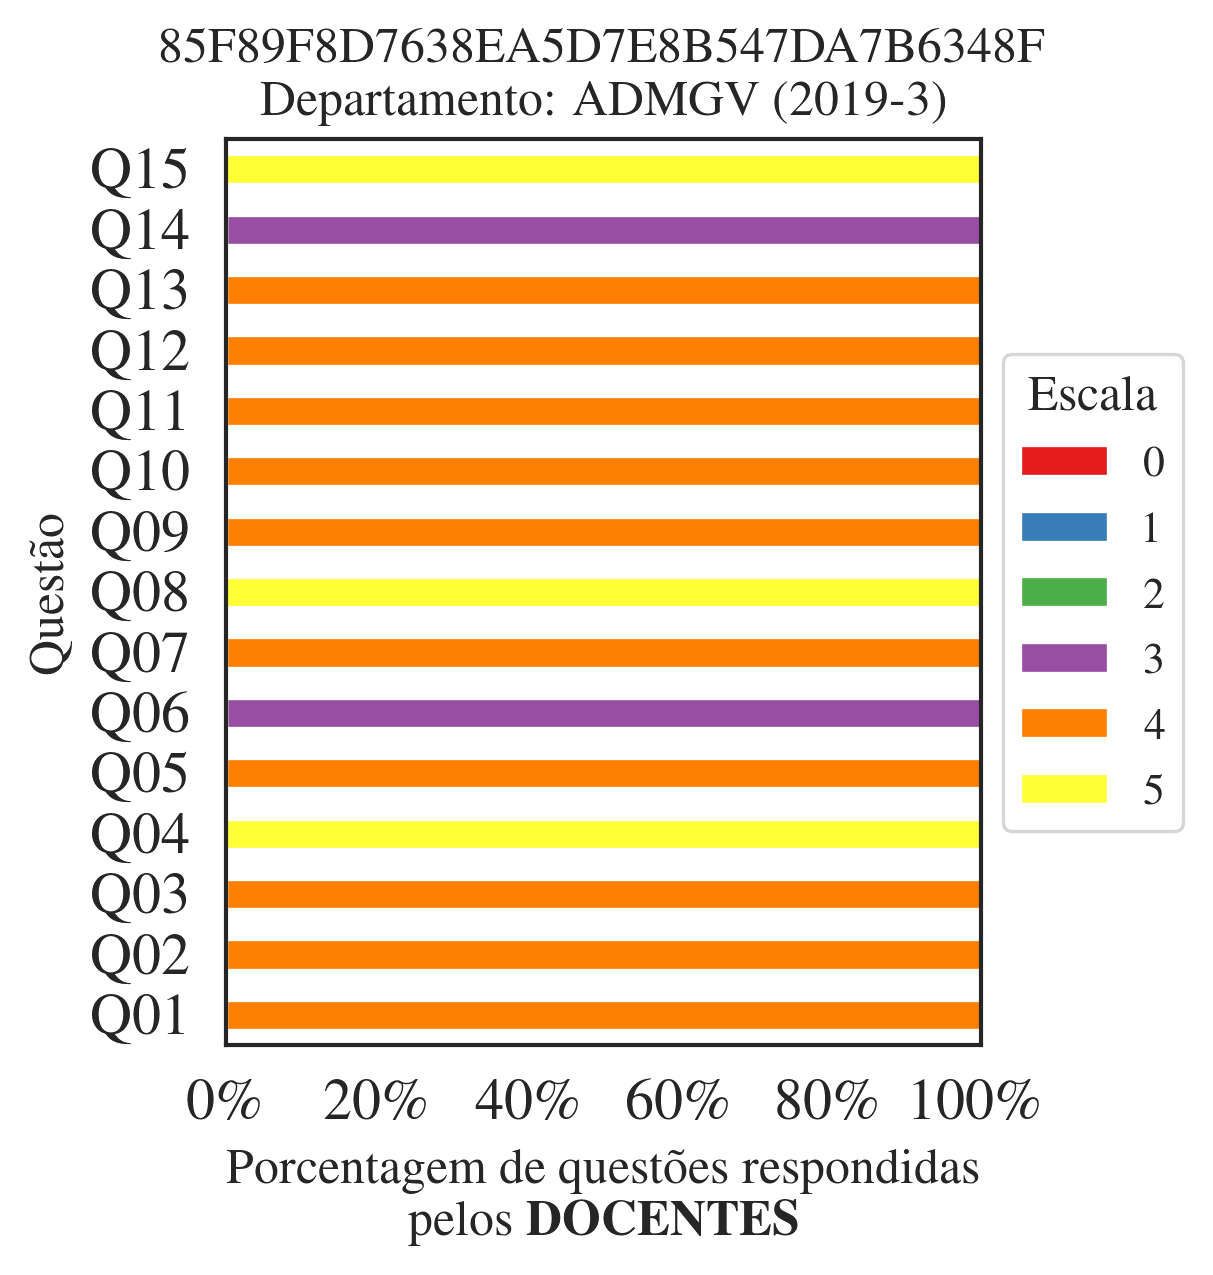 85F89F8D7638EA5D7E8B547DA7B6348F
Departamento: ADMGV (2019-3)
Questão
Q15
Q14
Q13
Q12
Q11
Q10
Q09
Q08
Q07
Q06
Q05
Q04
Q03
Q02
Q01
0% 20% 40% 60% 80% 100%
Porcentagem de questões respondidas
pelos DOCENTES
Escala
0
1
2
3
4
5